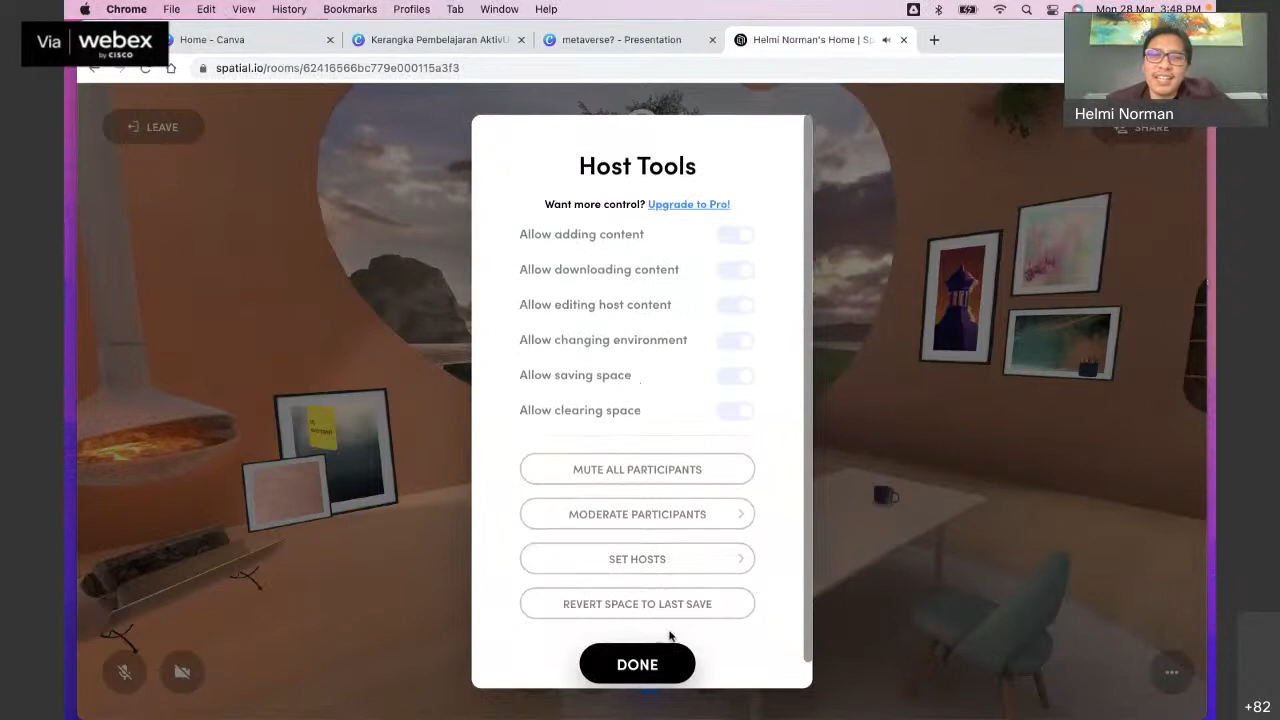 Chrome File Edit View History Bookmarks Profiles Tab Window Help
Mon 28 Mar 3:48 PM
Via webex
by CISCO
Home - Canva
metaverse? - Presentation
Helmi Norman's Home | Sp
spatial.io/rooms/62416566bc779e000115a3
Helmi Norman
LEAVE
SHARE
Host Tools
Want more control? Upgrade to Pro!
Allow adding content
Allow downloading content
Allow editing host content
Allow changing environment
Allow saving space
Allow clearing space
MUTE ALL PARTICIPANTS
MODERATE PARTICIPANTS
SET HOSTS
REVERT SPACE TO LAST SAVE
DONE
+82